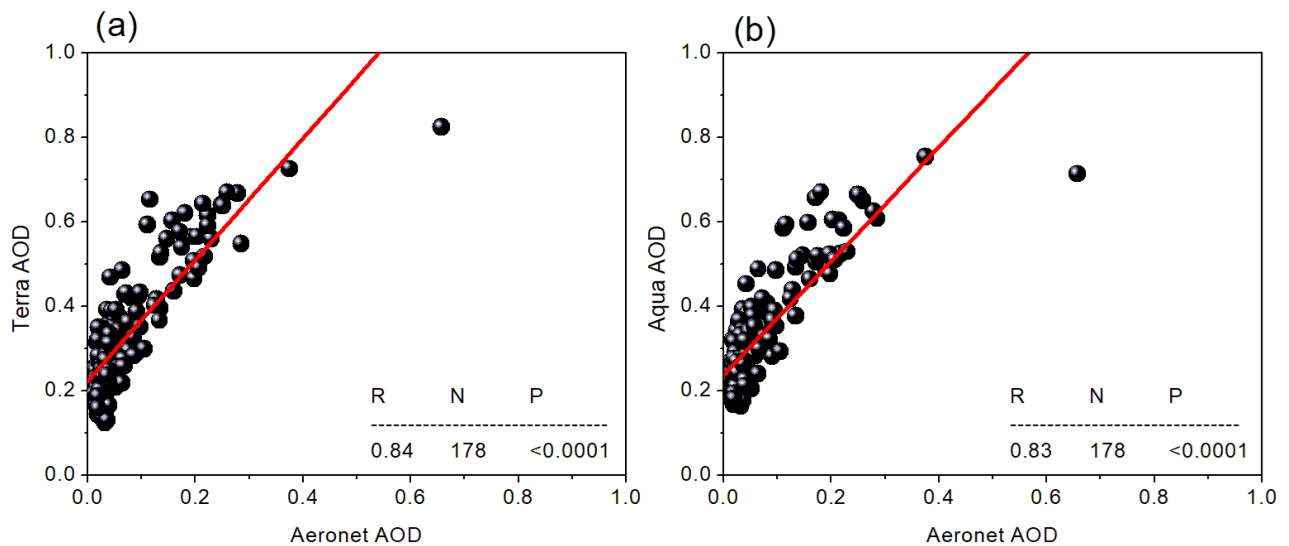 (a)
1.0
0.8
0.6
0.4
0.2
0.0
Terra AOD
R N P
------------------------------
0.84 178 <0.0001
0.0 0.2 0.4 0.6 0.8 1.0
Aeronet AOD
(b)
1.0
0.8
0.6
0.4
0.2
0.0
Aqua AOD
R N P
------------------------------
0.83 178 <0.0001
0.0 0.2 0.4 0.6 0.8 1.0
Aeronet AOD